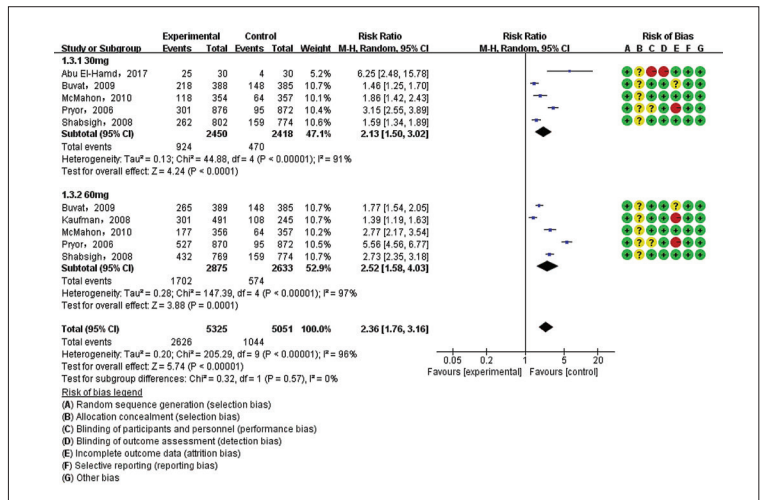 Experimental Control Risk Ratio Risk Ratio Risk of Bias
Study or Subgroup Events Total Events Total Weight M-H, Random, 95% CI M-H, Random, 95% CI A B C D E F G
1.3.1 30mg
Abu El-Hamd, 2017 25 30 4 30 5.2% 6.25 [2.48, 15.78] + ? - - + + +
Buvat, 2009 218 388 148 385 10.7% 1.46 [1.25, 1.70] + ? + + ? + +
McMahon, 2010 118 354 64 357 10.1% 1.86 [1.42, 2.43] + ? + + + + +
Pryor, 2006 301 876 95 872 10.4% 3.15 [2.55, 3.89] + ? ? + - + +
Shabsigh, 2008 262 802 159 774 10.6% 1.59 [1.34, 1.89] + ? + + + + +
Subtotal (95% CI) 2450 2418 47.1% 2.13 [1.50, 3.02]
Total events 924 470
Heterogeneity: Tau² = 0.13; Chi² = 44.88, df = 4 (P < 0.00001); I² = 91%
Test for overall effect: Z = 4.24 (P < 0.0001)
1.3.2 60mg
Buvat, 2009 265 389 148 385 10.7% 1.77 [1.54, 2.05] + ? + + ? + +
Kaufman, 2008 301 491 108 245 10.7% 1.39 [1.19, 1.63] + ? + + - + +
McMahon, 2010 177 356 64 357 10.2% 2.77 [2.17, 3.54] + ? + + + + +
Pryor, 2006 527 870 95 872 10.5% 5.56 [4.56, 6.77] + ? ? + - + +
Shabsigh, 2008 432 769 159 774 10.7% 2.73 [2.35, 3.18] + ? + + + + +
Subtotal (95% CI) 2875 2633 52.9% 2.52 [1.58, 4.03]
Total events 1702 574
Heterogeneity: Tau² = 0.28; Chi² = 147.39, df = 4 (P < 0.00001); I² = 97%
Test for overall effect: Z = 3.88 (P = 0.0001)
Total (95% CI) 5325 5051 100.0% 2.36 [1.76, 3.16]
Total events 2626 1044
Heterogeneity: Tau² = 0.20; Chi² = 205.29, df = 9 (P < 0.00001); I² = 96%
Test for overall effect: Z = 5.74 (P < 0.00001)
Test for subgroup differences: Chi² = 0.32, df = 1 (P = 0.57), I² = 0%
0.05 0.2 1 5 20
Favours [experimental] Favours [control]
Risk of bias legend
(A) Random sequence generation (selection bias)
(B) Allocation concealment (selection bias)
(C) Blinding of participants and personnel (performance bias)
(D) Blinding of outcome assessment (detection bias)
(E) Incomplete outcome data (attrition bias)
(F) Selective reporting (reporting bias)
(G) Other bias